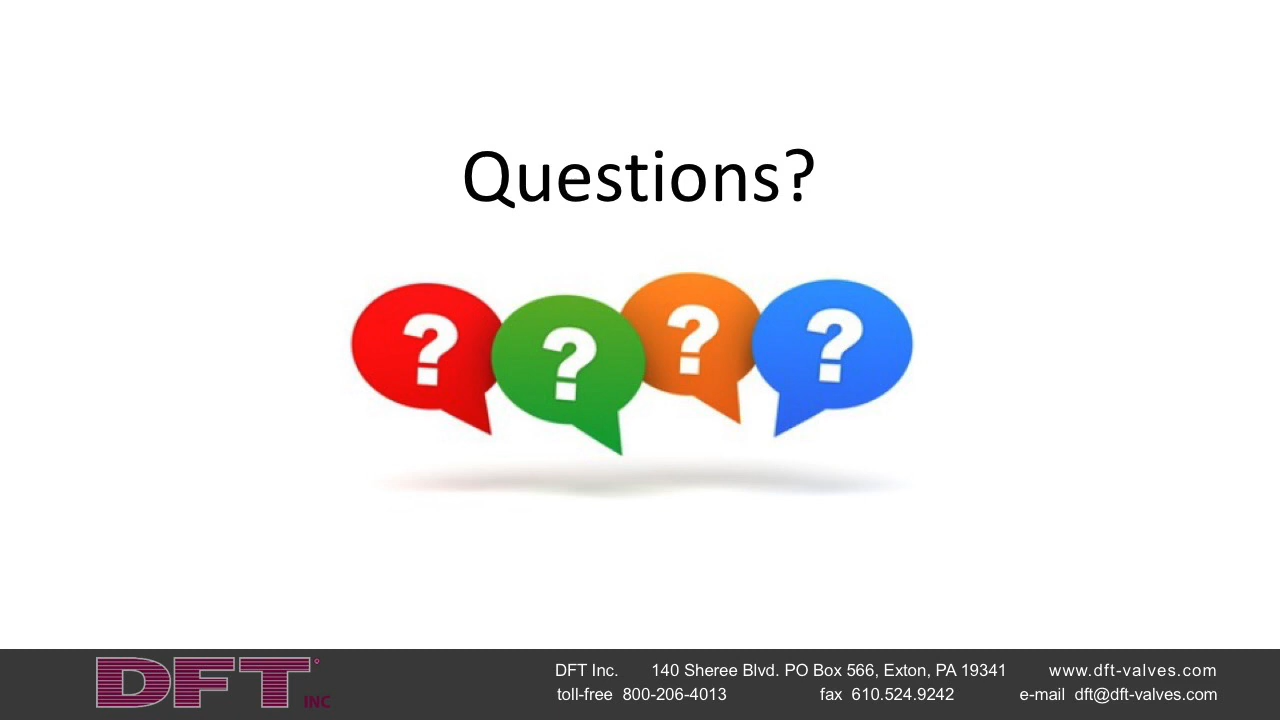 Questions?
? ? ? ?
DFT® INC
DFT Inc. 140 Sheree Blvd. PO Box 566, Exton, PA 19341 www.dft-valves.com
toll-free 800-206-4013 fax 610.524.9242 e-mail dft@dft-valves.com